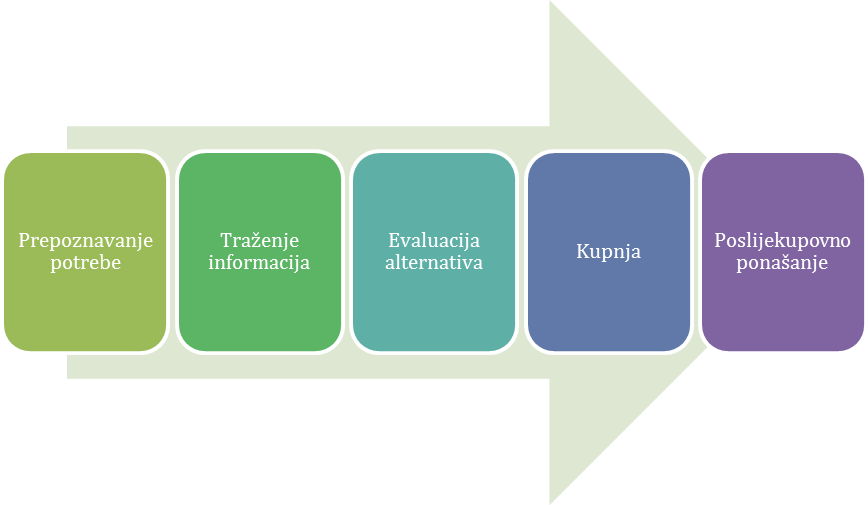 Prepoznavanje
potrebe
Traženje
informacija
Evaluacija
alternativa
Kupnja
Poslijekupovno
ponašanje